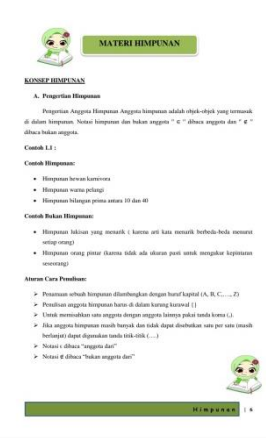 MATERI HIMPUNAN
KONSEP HIMPUNAN
A. Pengertian Himpunan
Pengertian Anggota Himpunan Anggota himpunan adalah objek-objek yang termasuk
di dalam himpunan. Notasi himpunan dan bukan anggota " ∈ " dibaca anggota dan " ∉ "
dibaca bukan anggota.
Contoh 1.1 :
Contoh Himpunan:
• Himpunan hewan karnivora
• Himpunan warna pelangi
• Himpunan bilangan prima antara 10 dan 40
Contoh Bukan Himpunan:
• Himpunan lukisan yang menarik ( karena arti kata menarik berbeda-beda menurut
setiap orang)
• Himpunan orang pintar (karena tidak ada ukuran pasti untuk mengukur kepintaran
seseorang)
Aturan Cara Penulisan:
➢ Penamaan sebuah himpunan dilambangkan dengan huruf kapital (A, B, C,…, Z)
➢ Penulisan anggota himpunan harus di dalam kurung kurawal {}
➢ Untuk memisahkan satu anggota dengan anggota lainnya pakai tanda koma (,).
➢ Jika anggota himpunan masih banyak dan tidak dapat disebutkan satu per satu (masih
berlanjut) dapat digunakan tanda titik-titik (….)
➢ Notasi ε dibaca "anggota dari"
➢ Notasi ∉ dibaca "bukan anggota dari"
Himpunan | 6